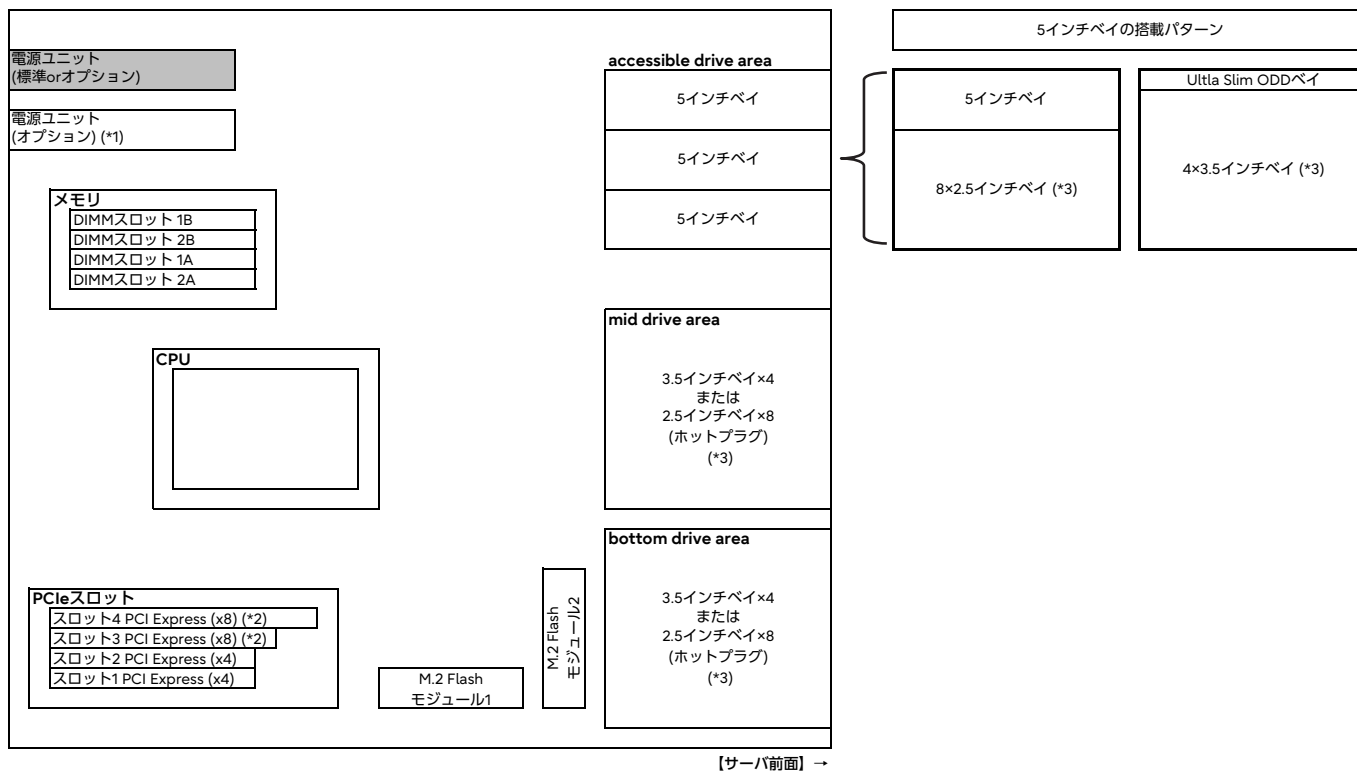 電源ユニット
(標準orオプション)
電源ユニット
(オプション) (*1)
メモリ
DIMMスロット 1B
DIMMスロット 2B
DIMMスロット 1A
DIMMスロット 2A
CPU
PCIeスロット
スロット4 PCI Express (x8) (*2)
スロット3 PCI Express (x8) (*2)
スロット2 PCI Express (x4)
スロット1 PCI Express (x4)
M.2 Flash
モジュール1
M.2 Flash
モジュール2
accessible drive area
5インチベイ
5インチベイ
5インチベイ
mid drive area
3.5インチベイ×4
または
2.5インチベイ×8
(ホットプラグ)
(*3)
bottom drive area
3.5インチベイ×4
または
2.5インチベイ×8
(ホットプラグ)
(*3)
【サーバ前面】→
5インチベイの搭載パターン
5インチベイ
8×2.5インチベイ (*3)
Ultla Slim ODDベイ
4×3.5インチベイ (*3)